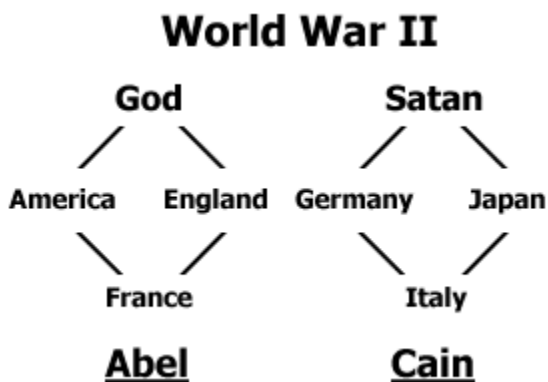 World War II
God Satan
America England Germany Japan
France Italy
Abel Cain